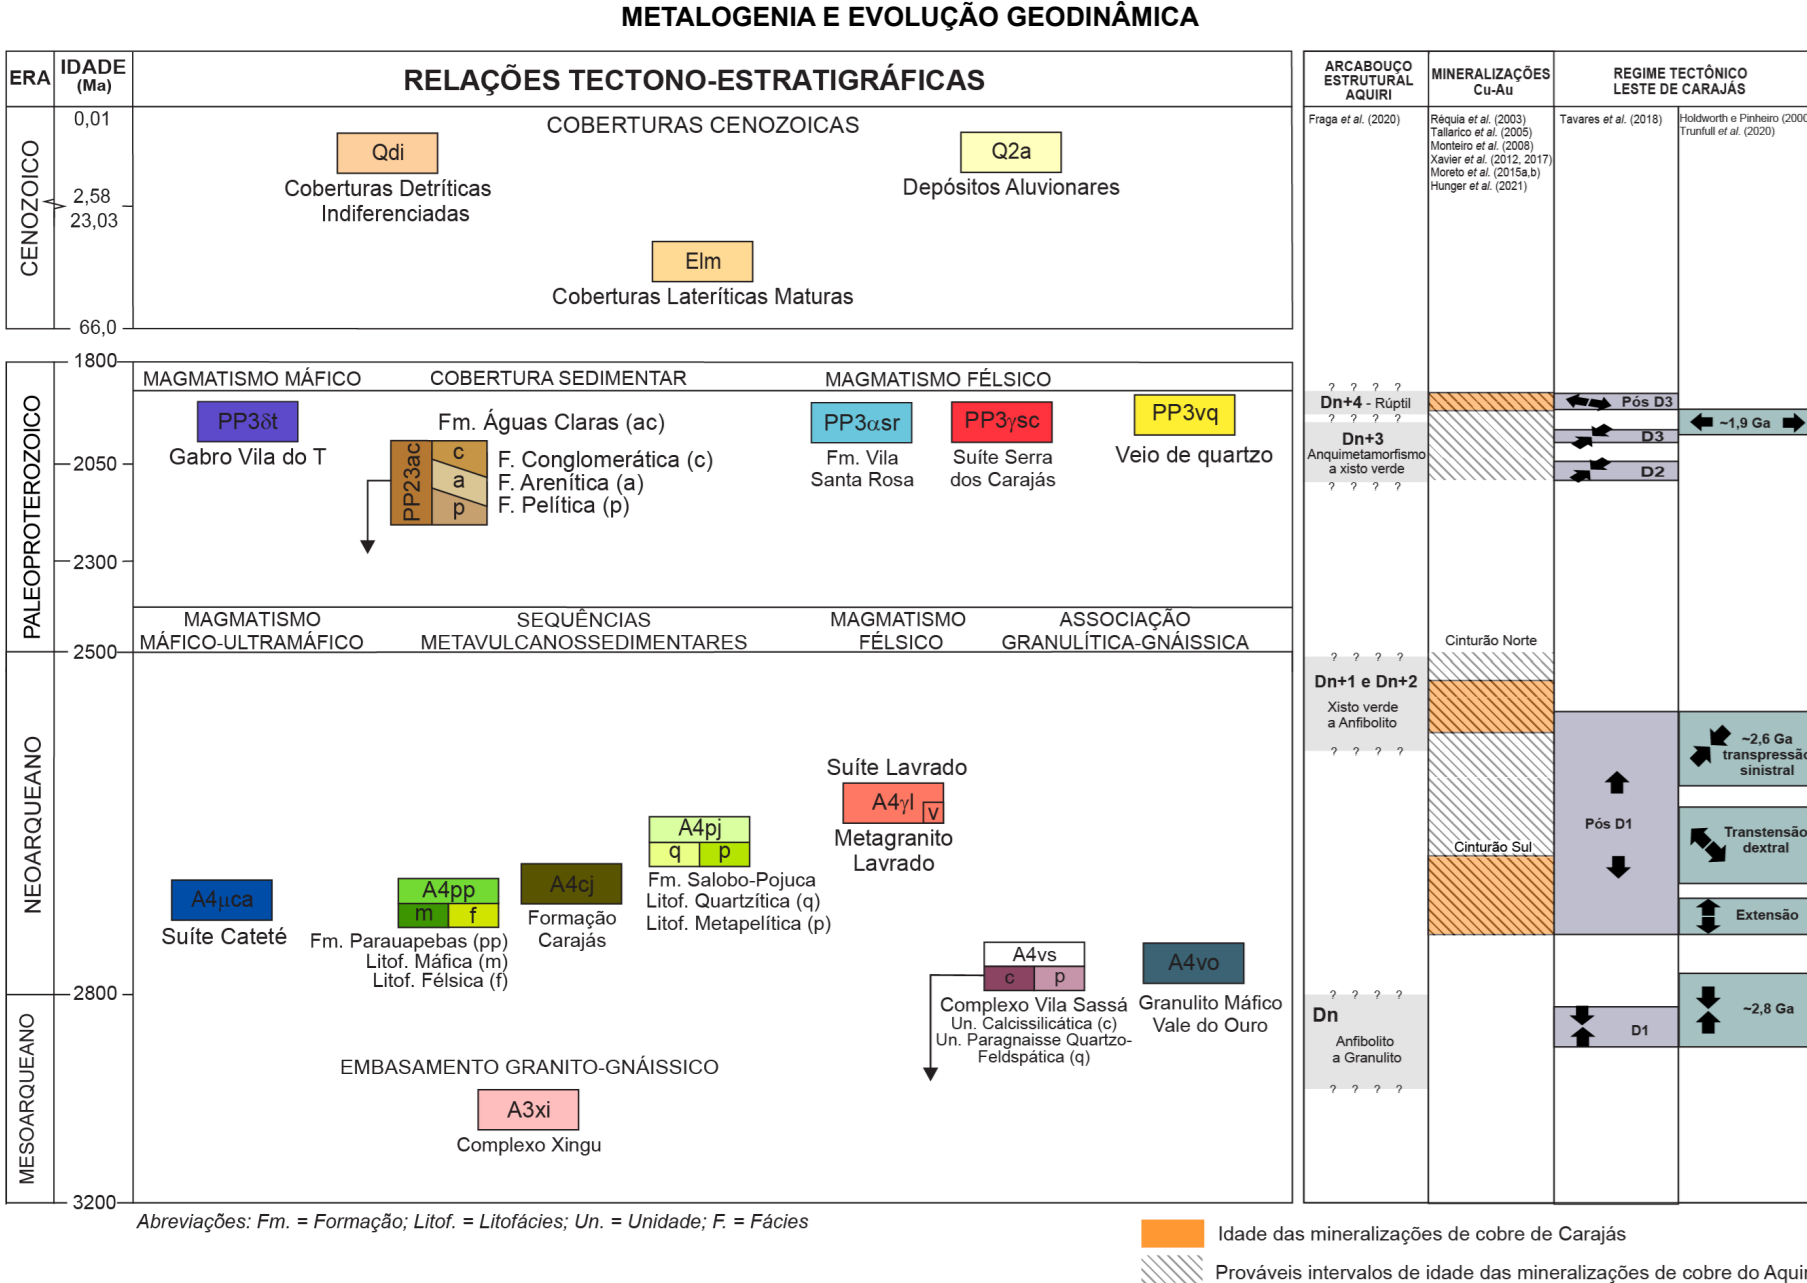 METALOGENIA E EVOLUÇÃO GEODINÂMICA
ERA
IDADE
(Ma)
RELAÇÕES TECTONO-ESTRATIGRÁFICAS
CENOZOICO
0,01
2,58
23,03
66,0
COBERTURAS CENOZOICAS
Qdi
Coberturas Detríticas
Indiferenciadas
Q2a
Depósitos Aluvionares
Elm
Coberturas Lateríticas Maturas
PALEOPROTEROZOICO
1800
2050
2300
2500
MAGMATISMO MÁFICO
COBERTURA SEDIMENTAR
MAGMATISMO FÉLSICO
PP3δt
Gabro Vila do T
Fm. Águas Claras (ac)
PP23ac
c
a
p
F. Conglomerática (c)
F. Arenítica (a)
F. Pelítica (p)
PP3αsr
Fm. Vila
Santa Rosa
PP3γsc
Suíte Serra
dos Carajás
PP3vq
Veio de quartzo
MAGMATISMO
MÁFICO-ULTRAMÁFICO
SEQUÊNCIAS
METAVULCANOSSEDIMENTARES
MAGMATISMO
FÉLSICO
ASSOCIAÇÃO
GRANULÍTICA-GNÁISSICA
NEOARQUEANO
2800
A4μca
Suíte Cateté
A4pp
m
f
Fm. Parauapebas (pp)
Litof. Máfica (m)
Litof. Félsica (f)
A4cj
Formação
Carajás
A4pj
q
p
Fm. Salobo-Pojuca
Litof. Quartzítica (q)
Litof. Metapelítica (p)
Suíte Lavrado
A4γl
v
Metagranito
Lavrado
A4vs
c
p
Complexo Vila Sassá
Un. Calcissilicática (c)
Un. Paragnaisse Quartzo-
Feldspática (q)
A4vo
Granulito Máfico
Vale do Ouro
MESOARQUEANO
3200
EMBASAMENTO GRANITO-GNÁISSICO
A3xi
Complexo Xingu
Abreviações: Fm. = Formação; Litof. = Litofácies; Un. = Unidade; F. = Fácies
ARCABOUÇO
ESTRUTURAL
AQUIRI
MINERALIZAÇÕES
Cu-Au
REGIME TECTÔNICO
LESTE DE CARAJÁS
Fraga et al. (2020)
Réquia et al. (2003)
Tallarico et al. (2005)
Monteiro et al. (2008)
Xavier et al. (2012, 2017)
Moreto et al. (2015a,b)
Hunger et al. (2021)
Tavares et al. (2018)
Holdworth e Pinheiro (2000
Trunfull et al. (2020)
? ? ? ?
Dn+4 - Rúptil
? ? ? ?
Dn+3
Anquimetamorfismo
a xisto verde
? ? ? ?
Pós D3
~1,9 Ga
D3
D2
Cinturão Norte
? ? ? ?
Dn+1 e Dn+2
Xisto verde
a Anfibolito
? ? ? ?
~2,6 Ga
transpressão
sinistral
Pós D1
Transtensão
dextral
Cinturão Sul
Extensão
? ? ? ?
Dn
Anfibolito
a Granulito
? ? ? ?
D1
~2,8 Ga
Idade das mineralizações de cobre de Carajás
Prováveis intervalos de idade das mineralizações de cobre do Aquiri